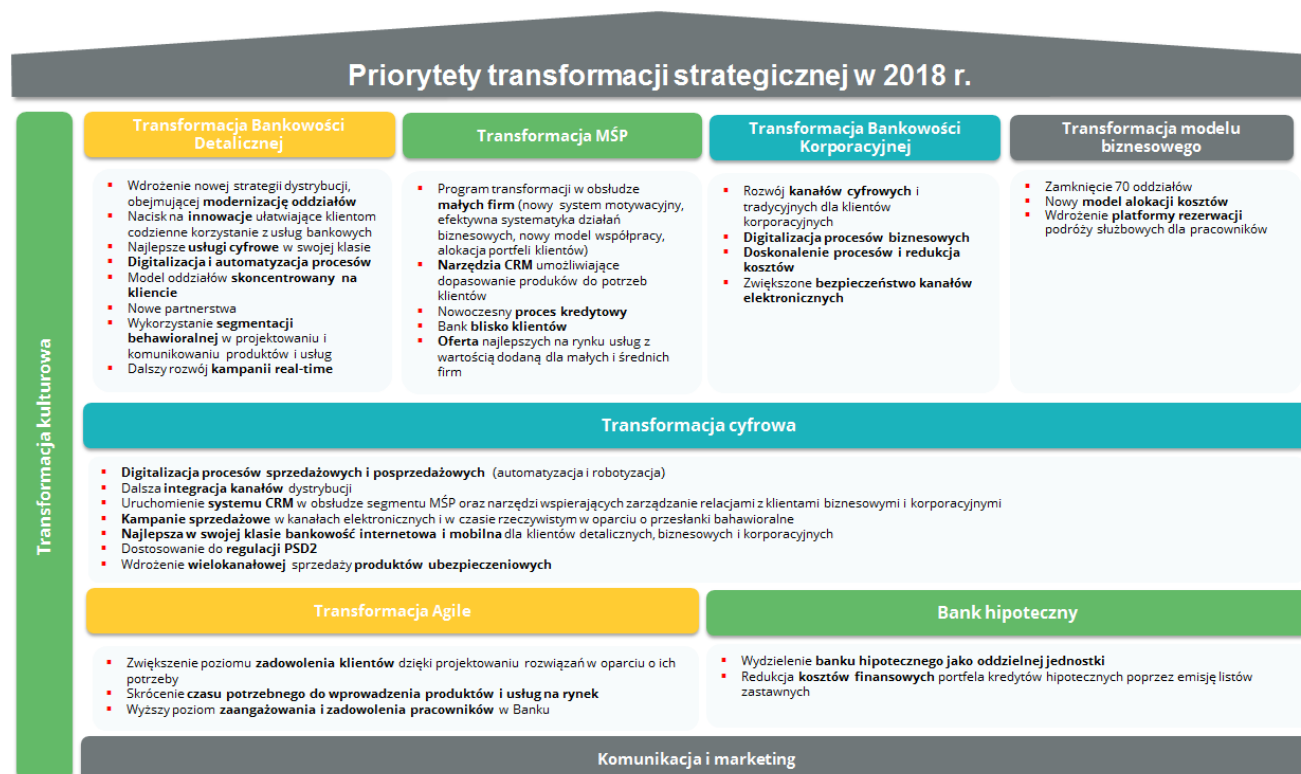 Priorytety transformacji strategicznej w 2018 r.
Transformacja kulturowa
Transformacja Bankowości
Detalicznej
▪ Wdrożenie nowej strategii dystrybucji,
obejmującej modernizację oddziałów
▪ Nacisk na innowacje ułatwiające klientom
codzienne korzystanie z usług bankowych
▪ Najlepsze usługi cyfrowe w swojej klasie
▪ Digitalizacja i automatyzacja procesów
▪ Model oddziałów skoncentrowany na
kliencie
▪ Nowe partnerstwa
▪ Wykorzystanie segmentacji
behawioralnej w projektowaniu i
komunikowaniu produktów i usług
▪ Dalszy rozwój kampanii real-time
Transformacja MŚP
▪ Program transformacji w obsłudze
małych firm (nowy system motywacyjny,
efektywna systematyka działań
biznesowych, nowy model współpracy,
alokacja portfeli klientów)
▪ Narzędzia CRM umożliwiające
dopasowanie produków do potrzeb
klientów
▪ Nowoczesny proces kredytowy
▪ Bank blisko klientów
▪ Oferta najlepszych na rynku usług z
wartością dodaną dla małych i średnich
firm
Transformacja Bankowości
Korporacyjnej
▪ Rozwój kanałów cyfrowych i
tradycyjnych dla klientów
korporacyjnych
▪ Digitalizacja procesów biznesowych
▪ Doskonalenie procesów i redukcja
kosztów
▪ Zwiększone bezpieczeństwo kanałów
elektronicznych
Transformacja modelu
biznesowego
▪ Zamknięcie 70 oddziałów
▪ Nowy model alokacji kosztów
▪ Wdrożenie platformy rezerwacji
podróży służbowych dla pracowników
Transformacja cyfrowa
▪ Digitalizacja procesów sprzedażowych i posprzedażowych (automatyzacja i robotyzacja)
▪ Dalsza integracja kanałów dystrybucji
▪ Uruchomienie systemu CRM w obsłudze segmentu MŚP oraz narzędzi wspierających zarządzanie relacjami z klientami biznesowymi i korporacyjnymi
▪ Kampanie sprzedażowe w kanałach elektronicznych i w czasie rzeczywistym w oparciu o przesłanki bahawioralne
▪ Najlepsza w swojej klasie bankowość internetowa i mobilna dla klientów detalicznych, biznesowych i korporacyjnych
▪ Dostosowanie do regulacji PSD2
▪ Wdrożenie wielokanałowej sprzedaży produktów ubezpieczeniowych
Transformacja Agile
▪ Zwiększenie poziomu zadowolenia klientów dzięki projektowaniu rozwiązań w oparciu o ich
potrzeby
▪ Skrócenie czasu potrzebnego do wprowadzenia produktów i usług na rynek
▪ Wyższy poziom zaangażowania i zadowolenia pracowników w Banku
Bank hipoteczny
▪ Wydzielenie banku hipotecznego jako oddzielnej jednostki
▪ Redukcja kosztów finansowych portfela kredytów hipotecznych poprzez emisję listów
zastawnych
Komunikacja i marketing